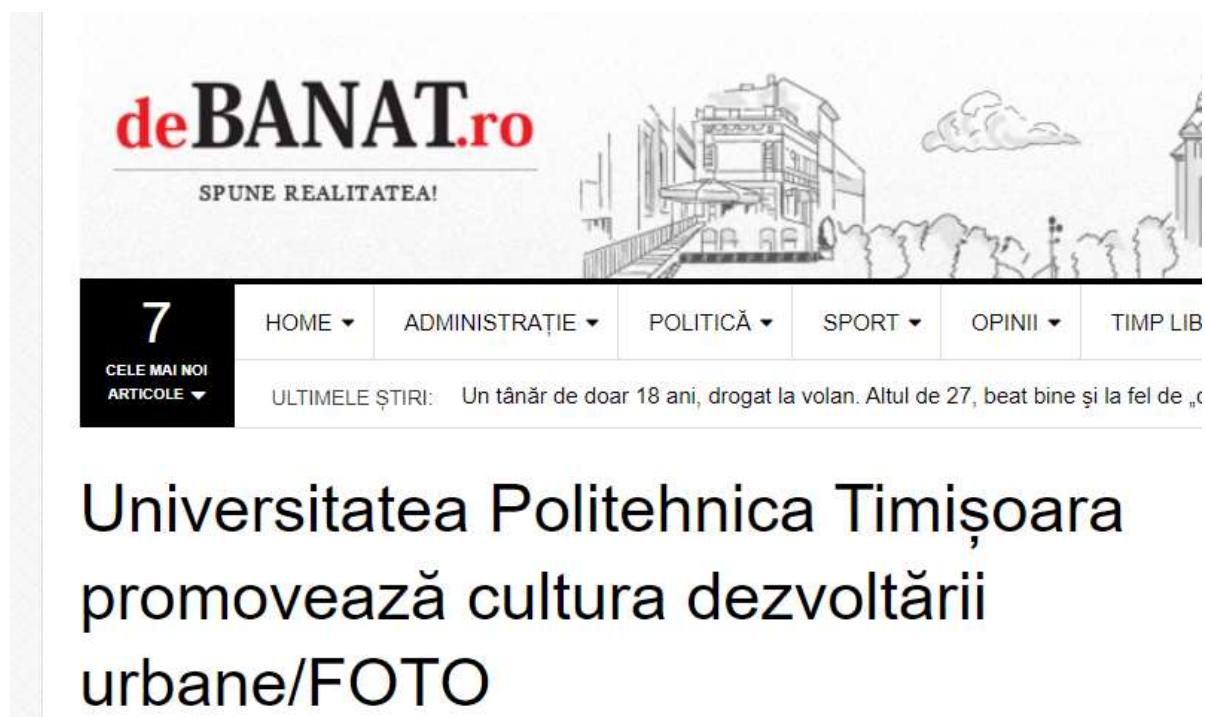 deBANAT.ro
SPUNE REALITATEA!
7
CELE MAI NOI
ARTICOLE
HOME
ADMINISTRAȚIE
POLITICĂ
SPORT
OPINII
TIMP LIB
ULTIMELE ȘTIRI: Un tânăr de doar 18 ani, drogat la volan. Altul de 27, beat bine și la fel de „
Universitatea Politehnica Timișoara
promovează cultura dezvoltării
urbane/FOTO